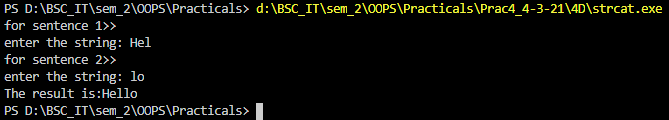 PS D:\BSC_IT\sem_2\OOPS\Practicals> d:\BSC_IT\sem_2\OOPS\Practicals\Prac4_4-3-21\4D\strcat.exe
for sentence 1>>
enter the string: Hel
for sentence 2>>
enter the string: lo
The result is:Hello
PS D:\BSC_IT\sem_2\OOPS\Practicals>